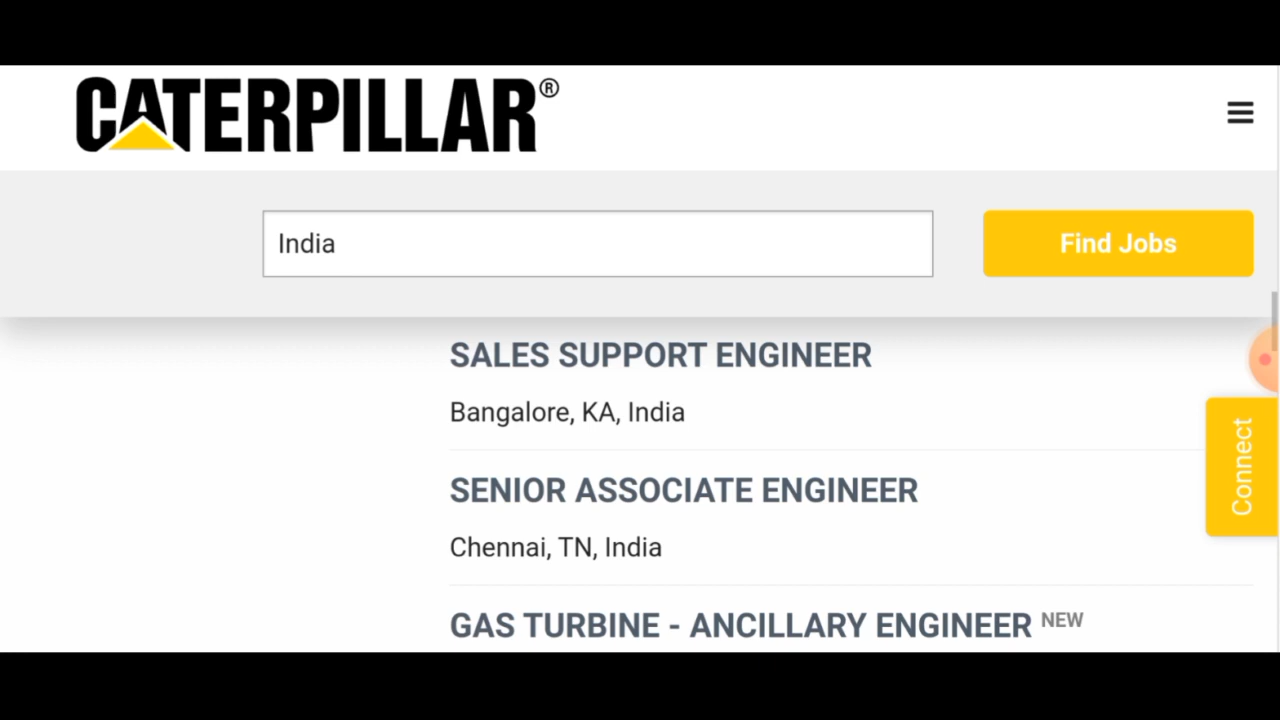 CATERPILLAR®
India
Find Jobs
SALES SUPPORT ENGINEER
Bangalore, KA, India
SENIOR ASSOCIATE ENGINEER
Chennai, TN, India
GAS TURBINE - ANCILLARY ENGINEER NEW
Connect